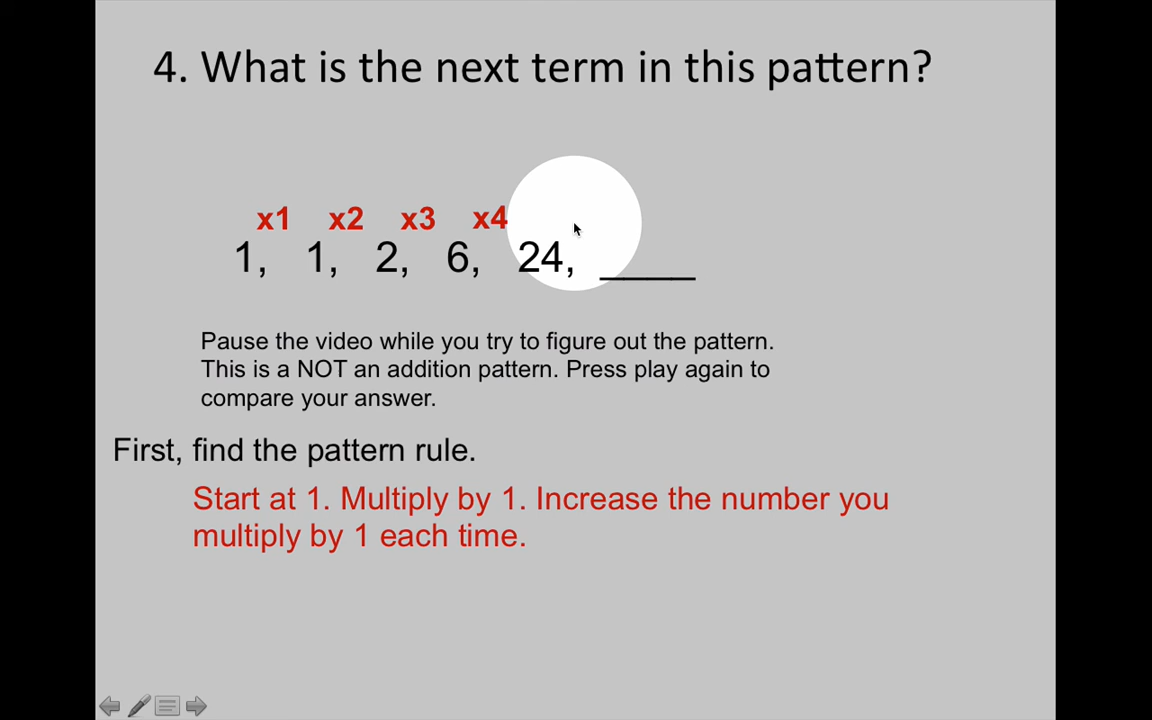 4. What is the next term in this pattern?
x1 x2 x3 x4
1, 1, 2, 6, 24, ____
Pause the video while you try to figure out the pattern.
This is a NOT an addition pattern. Press play again to
compare your answer.
First, find the pattern rule.
Start at 1. Multiply by 1. Increase the number you
multiply by 1 each time.